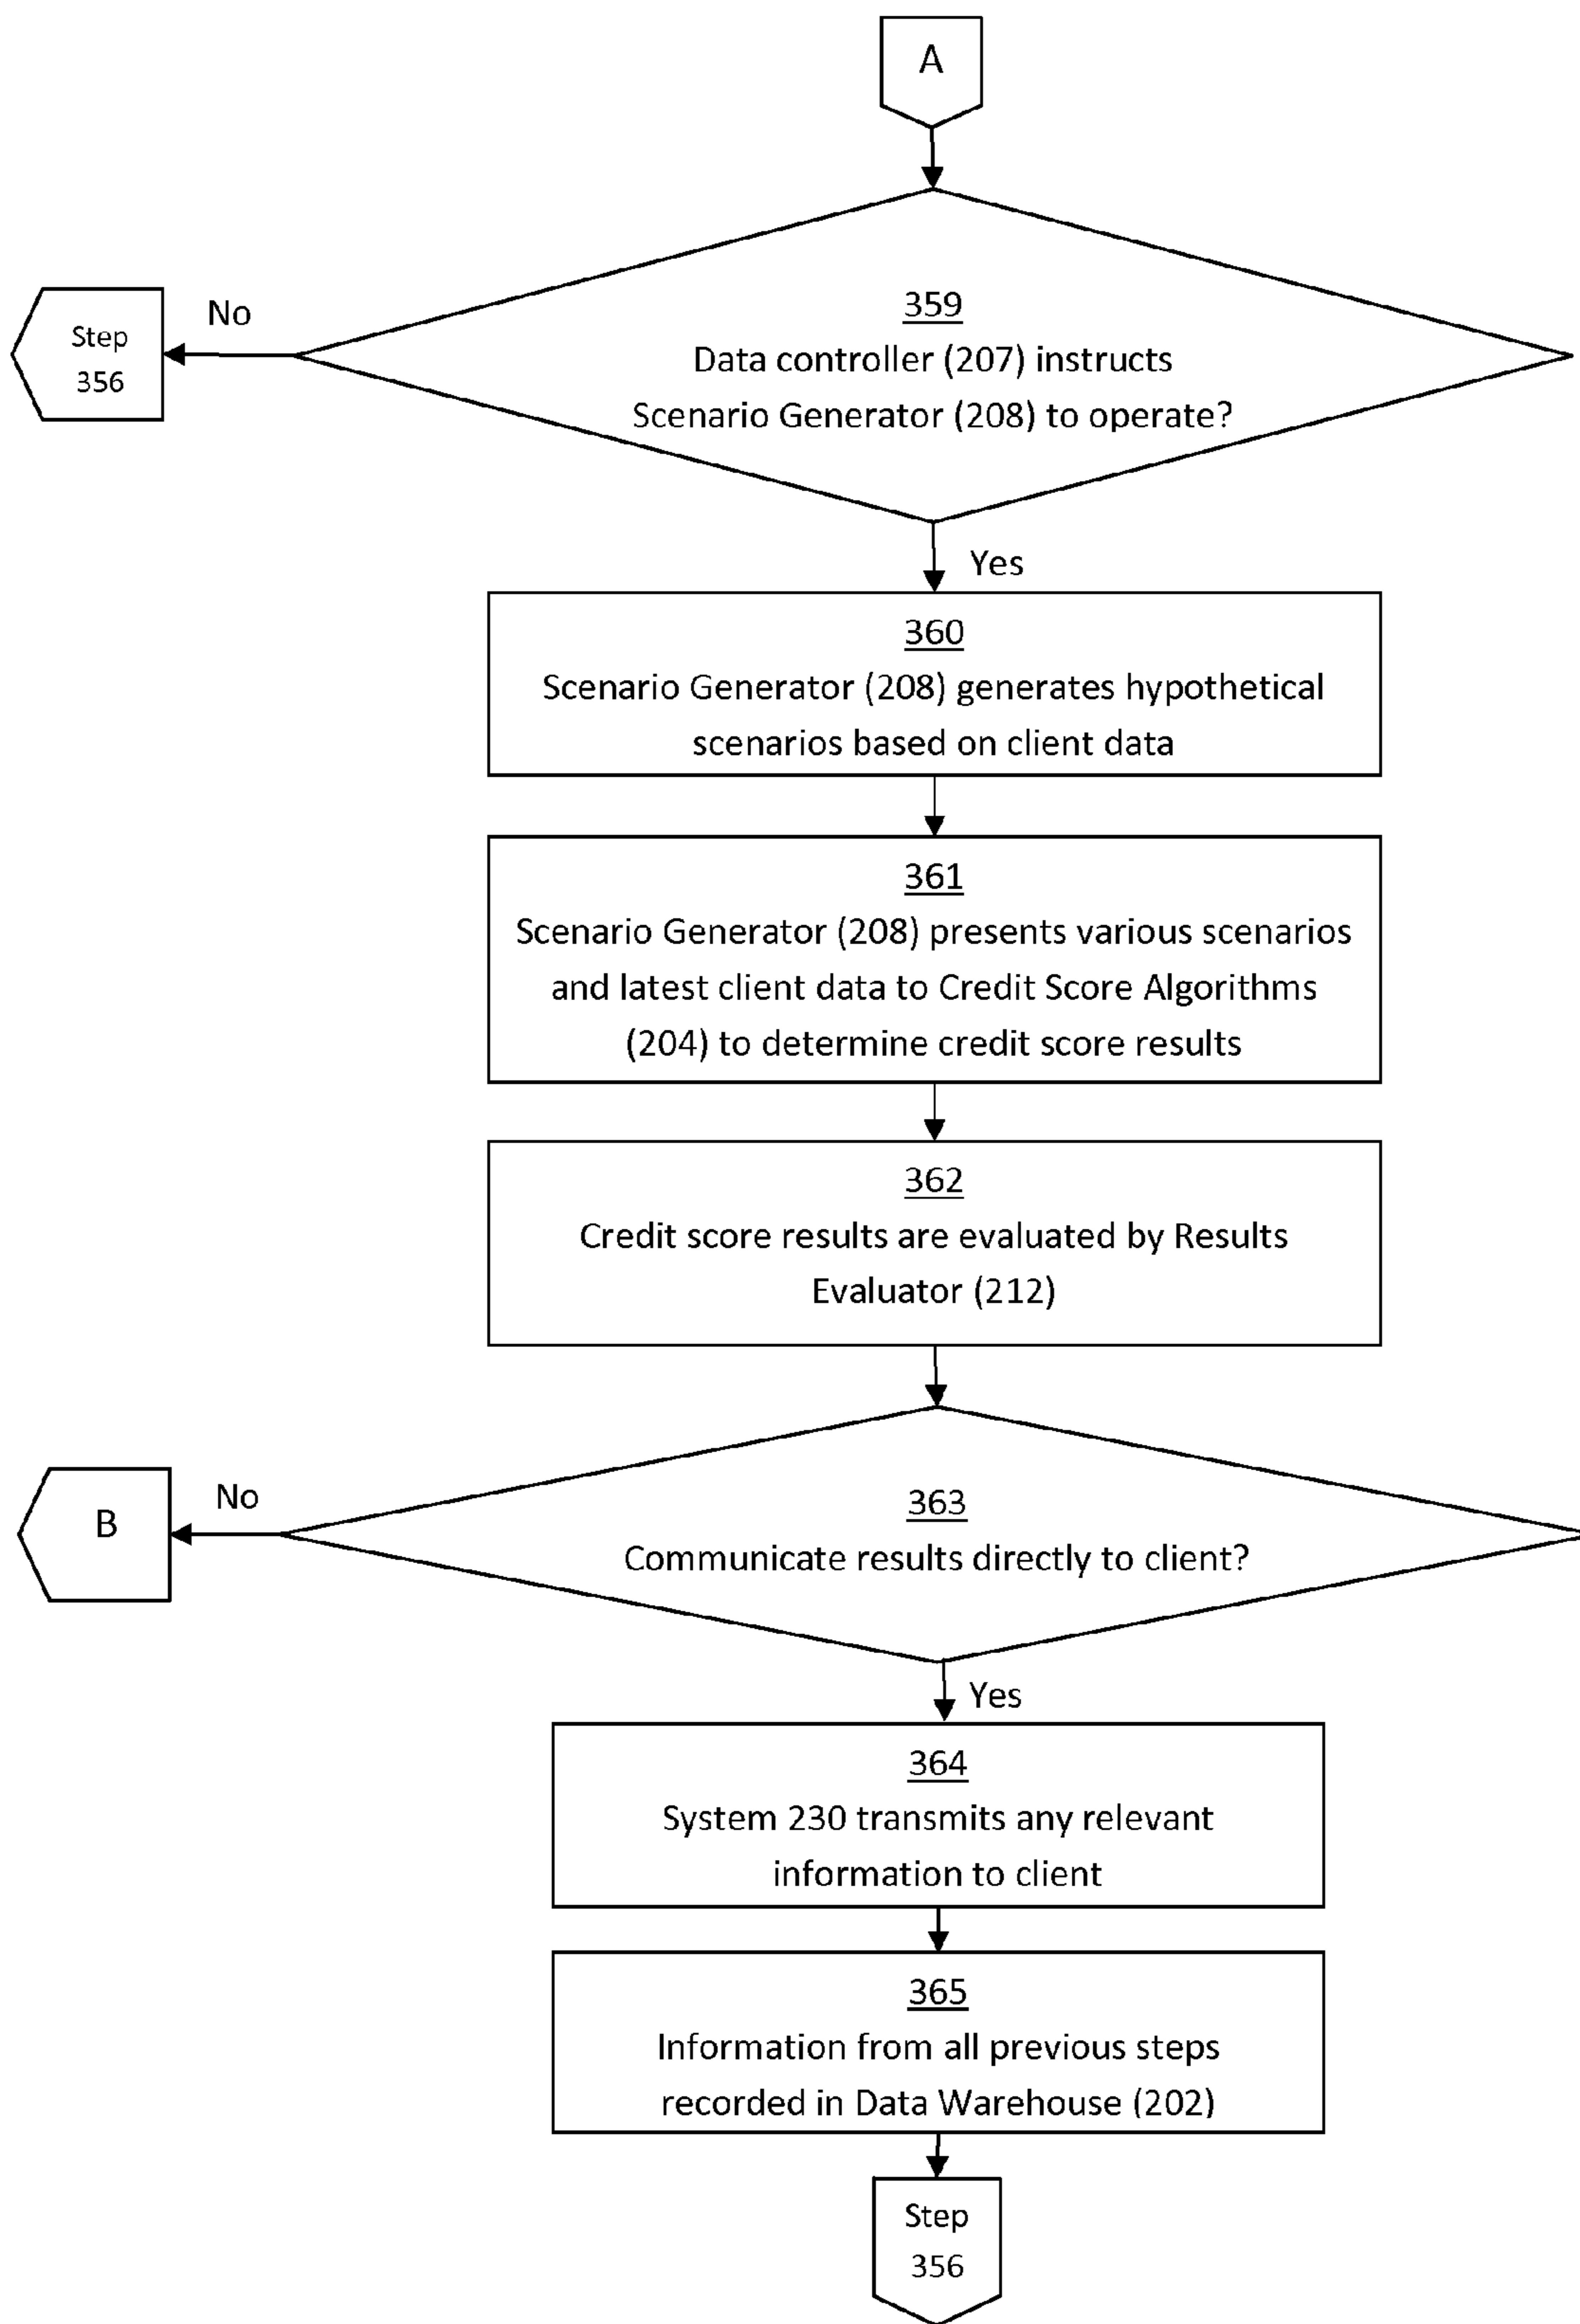 A
359
Data controller (207) instructs
Scenario Generator (208) to operate?
No
Step
356
Yes
360
Scenario Generator (208) generates hypothetical
scenarios based on client data
361
Scenario Generator (208) presents various scenarios
and latest client data to Credit Score Algorithms
(204) to determine credit score results
362
Credit score results are evaluated by Results
Evaluator (212)
363
Communicate results directly to client?
No
B
Yes
364
System 230 transmits any relevant
information to client
365
Information from all previous steps
recorded in Data Warehouse (202)
Step
356